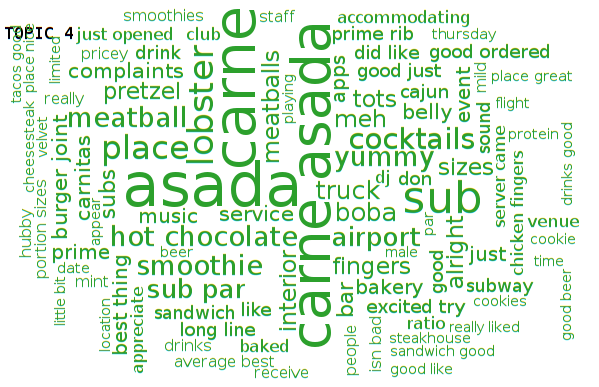 TOPIC 4
smoothies
staff
accommodating
just opened
club
prime rib
thursday
pricey
drink
did like
good ordered
complaints
good just
place great
pretzel
tots
cajun
mild
flight
meatball
meh
belly
cocktails
protein
place
yummy
sizes
asada
truck
dj
don
sub
music
service
boba
venue
hot chocolate
airport
cookie
prime
beer
male
just
time
date
smoothie
fingers
mint
sub par
bakery
subway
cookies
sandwich
like
excited try
long line
ratio
really liked
drinks
baked
steakhouse
sandwich good
average best
good like
receive
really
carne
carne asada
lobster
meatballs
playing
apps
event
sound
server came
chicken fingers
drinks good
good beer
tacos good
place nice
limited
cheesesteak
velvet
burger joint
carnitas
subs
appear
hubby
portion sizes
little bit
location
best thing
appreciate
interior
bar
people
isn bad
par
good
alright